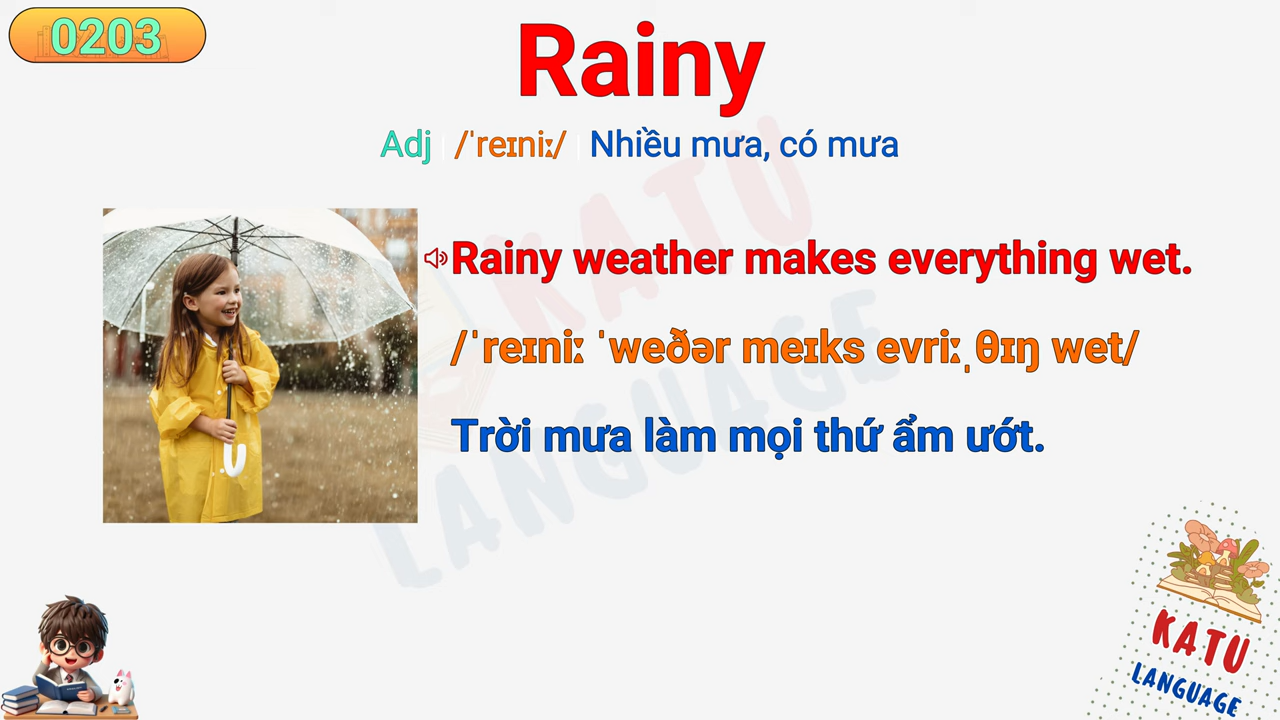 0203
Rainy
Adj | /ˈreɪniː/ | Nhiều mưa, có mưa
Rainy weather makes everything wet.
/ˈreɪniː ˈweðər meɪks evriːˌθɪŋ wet/
Trời mưa làm mọi thứ ẩm ướt.
KATU
LANGUAGE
KATU
LANGUAGE